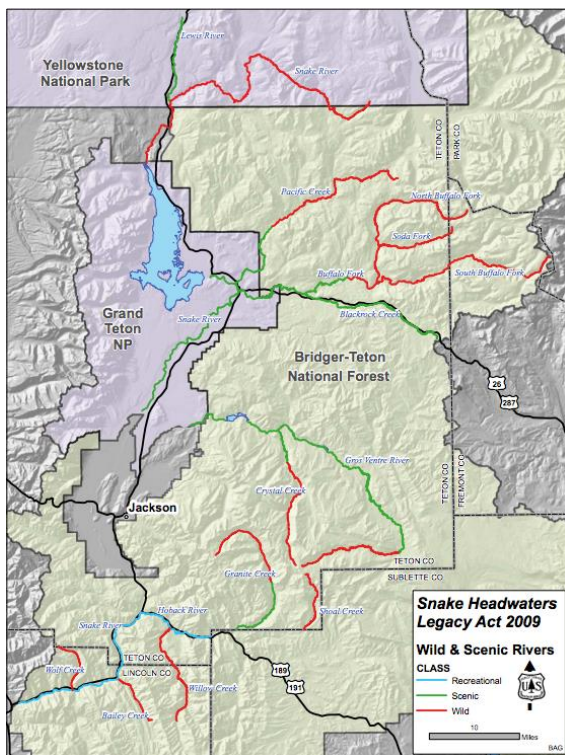 Lewis River
Yellowstone
National Park
Snake River
TETON CO
PARK CO
Pacific Creek
North Buffalo Fork
Soda Fork
Buffalo Fork
South Buffalo Fork
Grand
Teton
NP
Snake River
Blackrock Creek
Bridger-Teton
National Forest
26
287
Gros Ventre River
Crystal Creek
TETON CO
FREMONT CO
Jackson
TETON CO
SUBLETTE CO
Granite Creek
Shoal Creek
Hoback River
Snake River
TETON CO
LINCOLN CO
Wolf Creek
Willow Creek
Bailey Creek
189
191
Snake Headwaters
Legacy Act 2009
Wild & Scenic Rivers
CLASS
Recreational
Scenic
Wild
U S
10
Miles
BAG